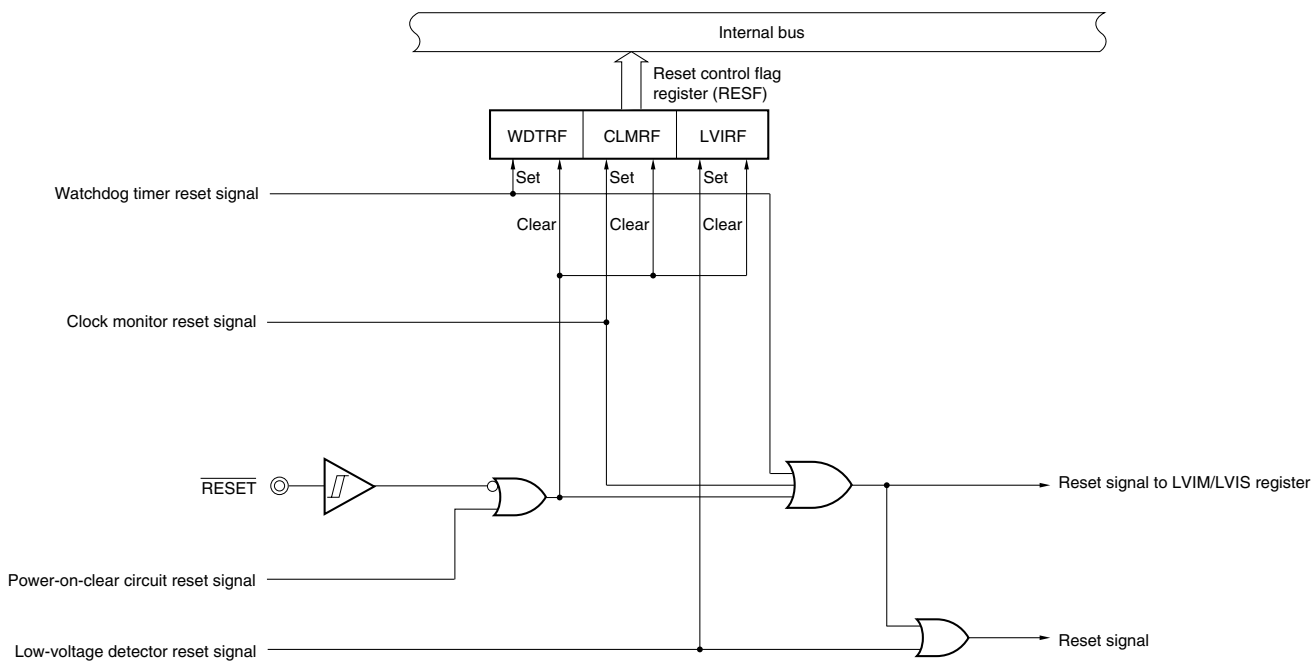 Internal bus
Reset control flag
register (RESF)
WDTRF CLMRF LVIRF
Set Set Set
Watchdog timer reset signal
Clear Clear Clear
Clock monitor reset signal
RESET
Reset signal to LVIM/LVIS register
Power-on-clear circuit reset signal
Low-voltage detector reset signal
Reset signal